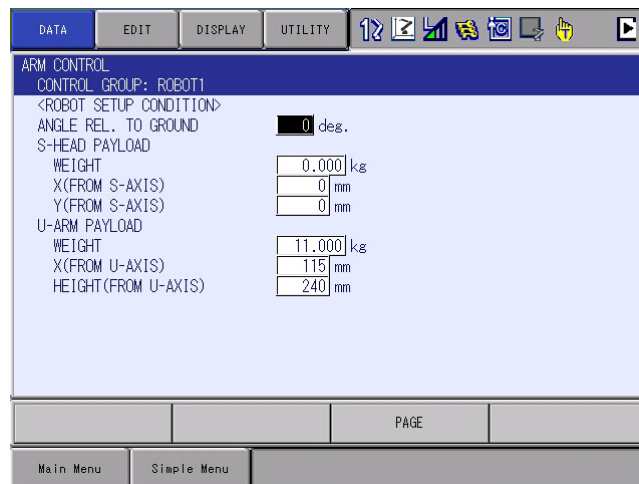 DATA EDIT DISPLAY UTILITY
ARM CONTROL
CONTROL GROUP: ROBOT1
<ROBOT SETUP CONDITION>
ANGLE REL. TO GROUND 0 deg.
S-HEAD PAYLOAD
WEIGHT 0.000 kg
X(FROM S-AXIS) 0 mm
Y(FROM S-AXIS) 0 mm
U-ARM PAYLOAD
WEIGHT 11.000 kg
X(FROM U-AXIS) 115 mm
HEIGHT(FROM U-AXIS) 240 mm
PAGE
Main Menu Simple Menu